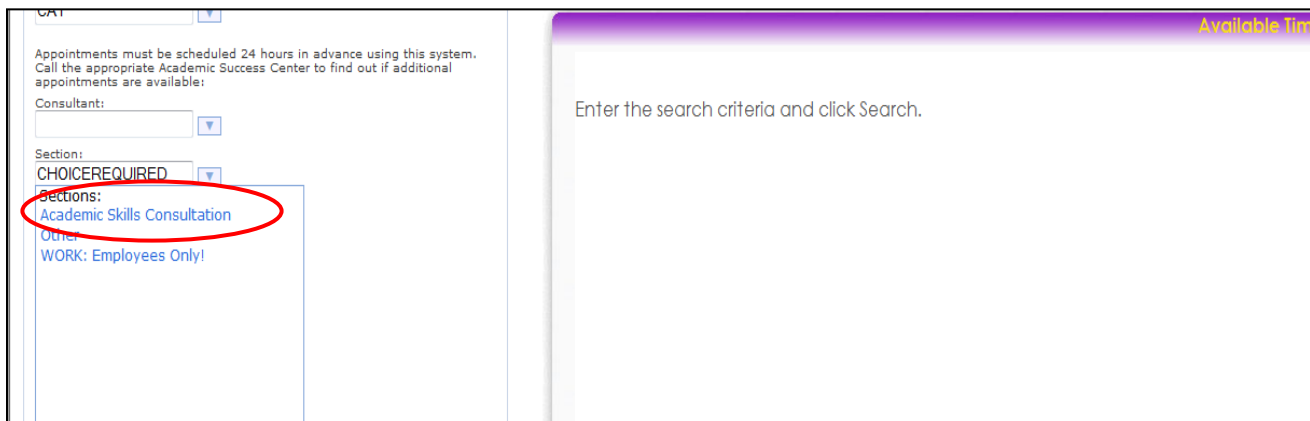 CAT
Appointments must be scheduled 24 hours in advance using this system.
Call the appropriate Academic Success Center to find out if additional
appointments are available:
Consultant:
Section:
CHOICEREQUIRED
Sections:
Academic Skills Consultation
Other
WORK: Employees Only!
Available Tim
Enter the search criteria and click Search.